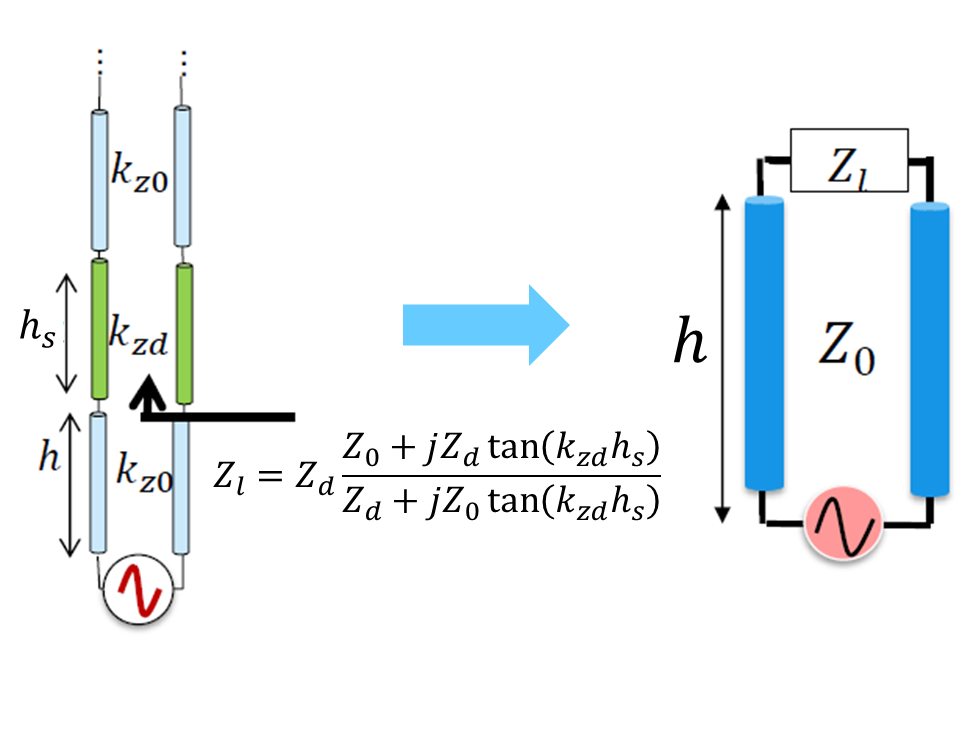 ⋮ ⋮
k_{z0}
h_s
k_{zd}
h
k_{z0}
Z_l = Z_d \frac{Z_0 + jZ_d \tan(k_{zd}h_s)}{Z_d + jZ_0 \tan(k_{zd}h_s)}
Z_l
h
Z_0